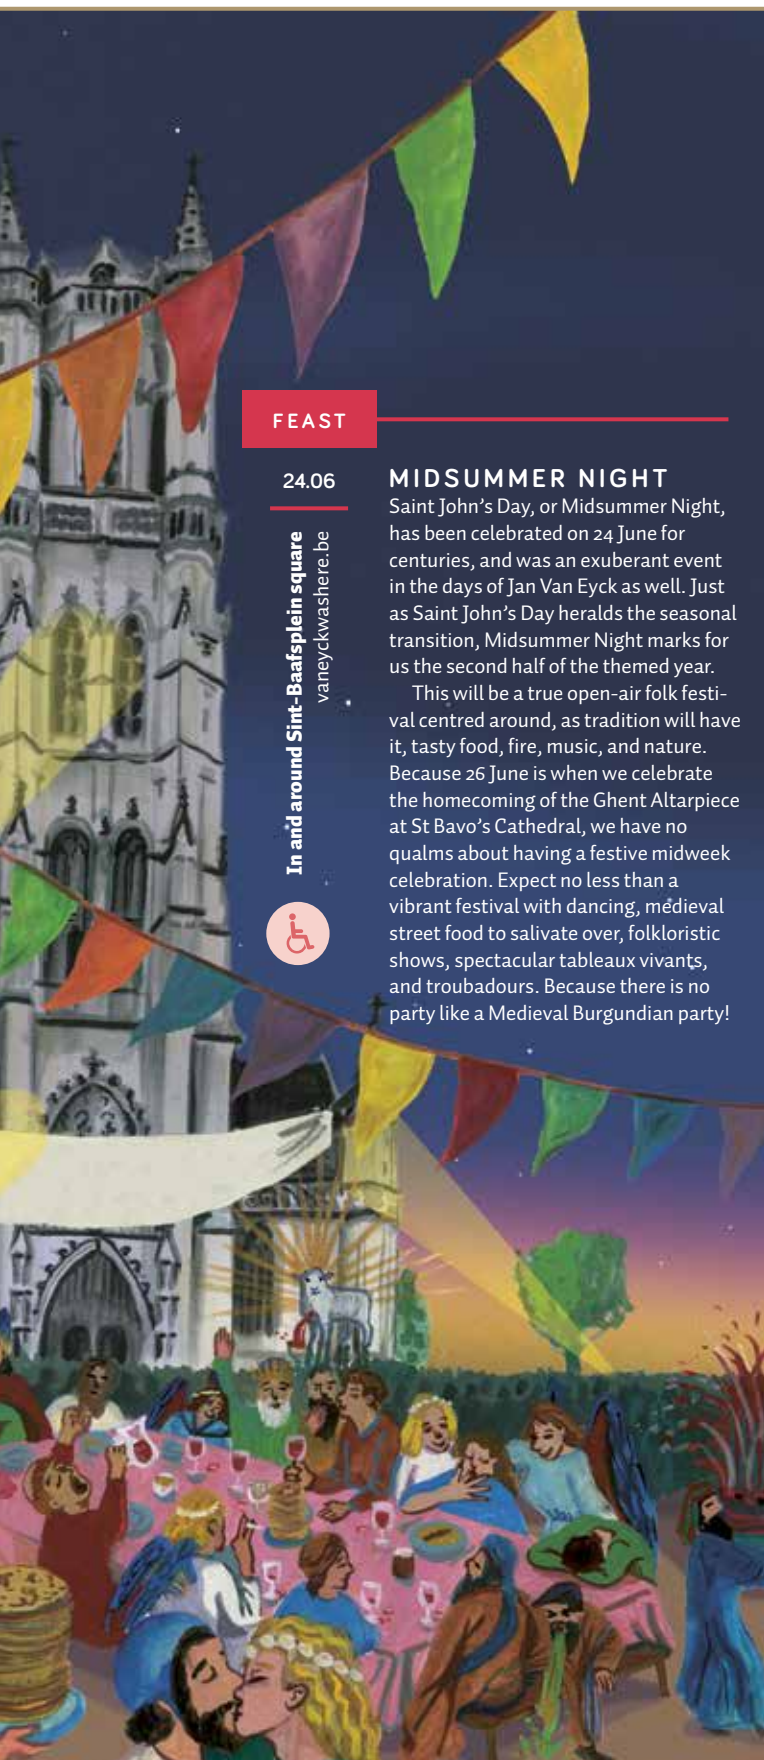 FEAST
24.06
In and around Sint-Baafsplein square
vaneyckwashere.be
MIDSUMMER NIGHT
Saint John’s Day, or Midsummer Night,
has been celebrated on 24 June for
centuries, and was an exuberant event
in the days of Jan Van Eyck as well. Just
as Saint John’s Day heralds the seasonal
transition, Midsummer Night marks for
us the second half of the themed year.
This will be a true open-air folk festi-
val centred around, as tradition will have
it, tasty food, fire, music, and nature.
Because 26 June is when we celebrate
the homecoming of the Ghent Altarpiece
at St Bavo’s Cathedral, we have no
qualms about having a festive midweek
celebration. Expect no less than a
vibrant festival with dancing, medieval
street food to salivate over, folkloristic
shows, spectacular tableaux vivants,
and troubadours. Because there is no
party like a Medieval Burgundian party!